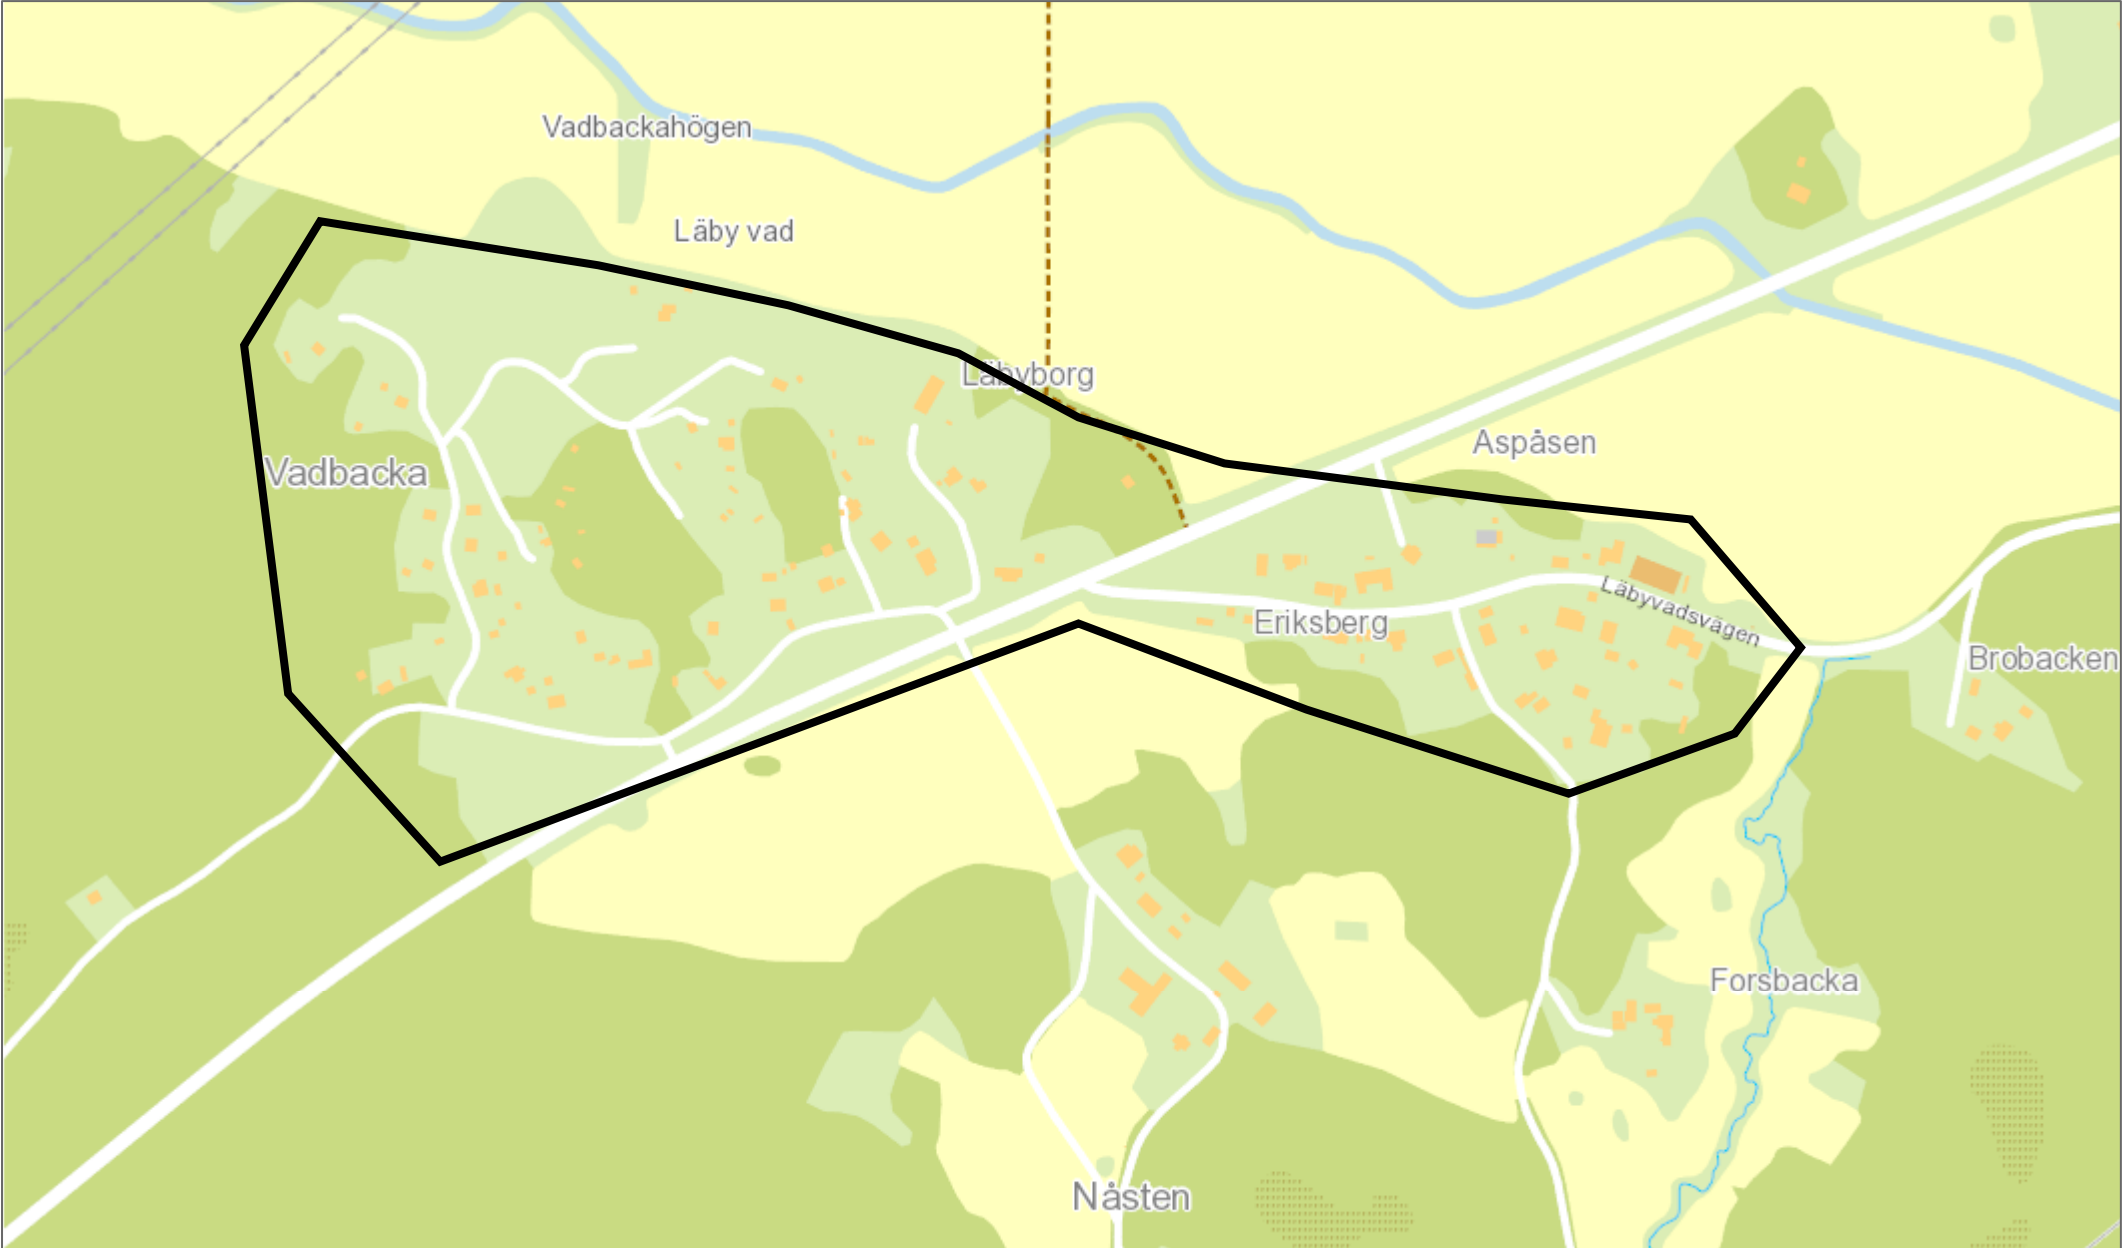 Vadbackahögen
Läby vad
Läbyborg
Aspåsen
Vadbacka
Läbyvadsvägen
Eriksberg
Brobacken
Forsbacka
Nåsten